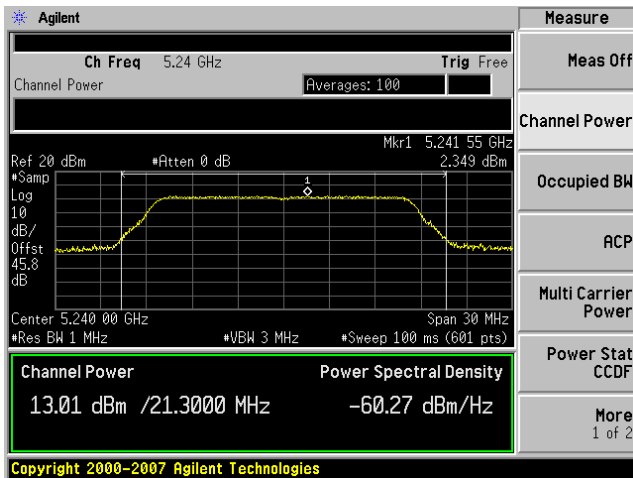 Agilent
Measure
Ch Freq 5.24 GHz Trig Free
Channel Power Averages: 100
Meas Off
Channel Power
Mkr1 5.241 55 GHz
Ref 20 dBm #Atten 0 dB 2.349 dBm
#Samp
Log
10
dB/
Offst
45.8
dB
1
Occupied BW
ACP
Center 5.240 00 GHz Span 30 MHz
#Res BW 1 MHz #VBW 3 MHz #Sweep 100 ms (601 pts)
Multi Carrier
Power
Channel Power Power Spectral Density
13.01 dBm /21.3000 MHz -60.27 dBm/Hz
Power Stat
CCDF
More
1 of 2
Copyright 2000-2007 Agilent Technologies